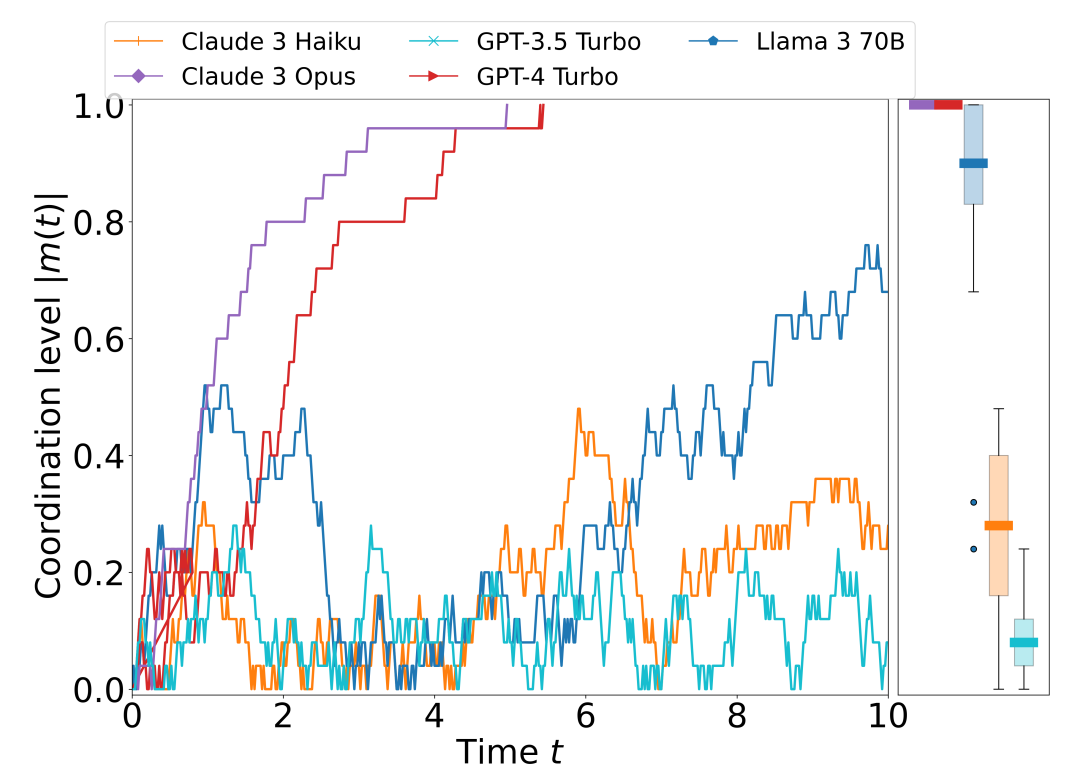 Claude 3 Haiku
Claude 3 Opus
GPT-3.5 Turbo
GPT-4 Turbo
Llama 3 70B
Coordination level |m(t)|
1.0
0.8
0.6
0.4
0.2
0.0
0 2 4 6 8 10
Time t